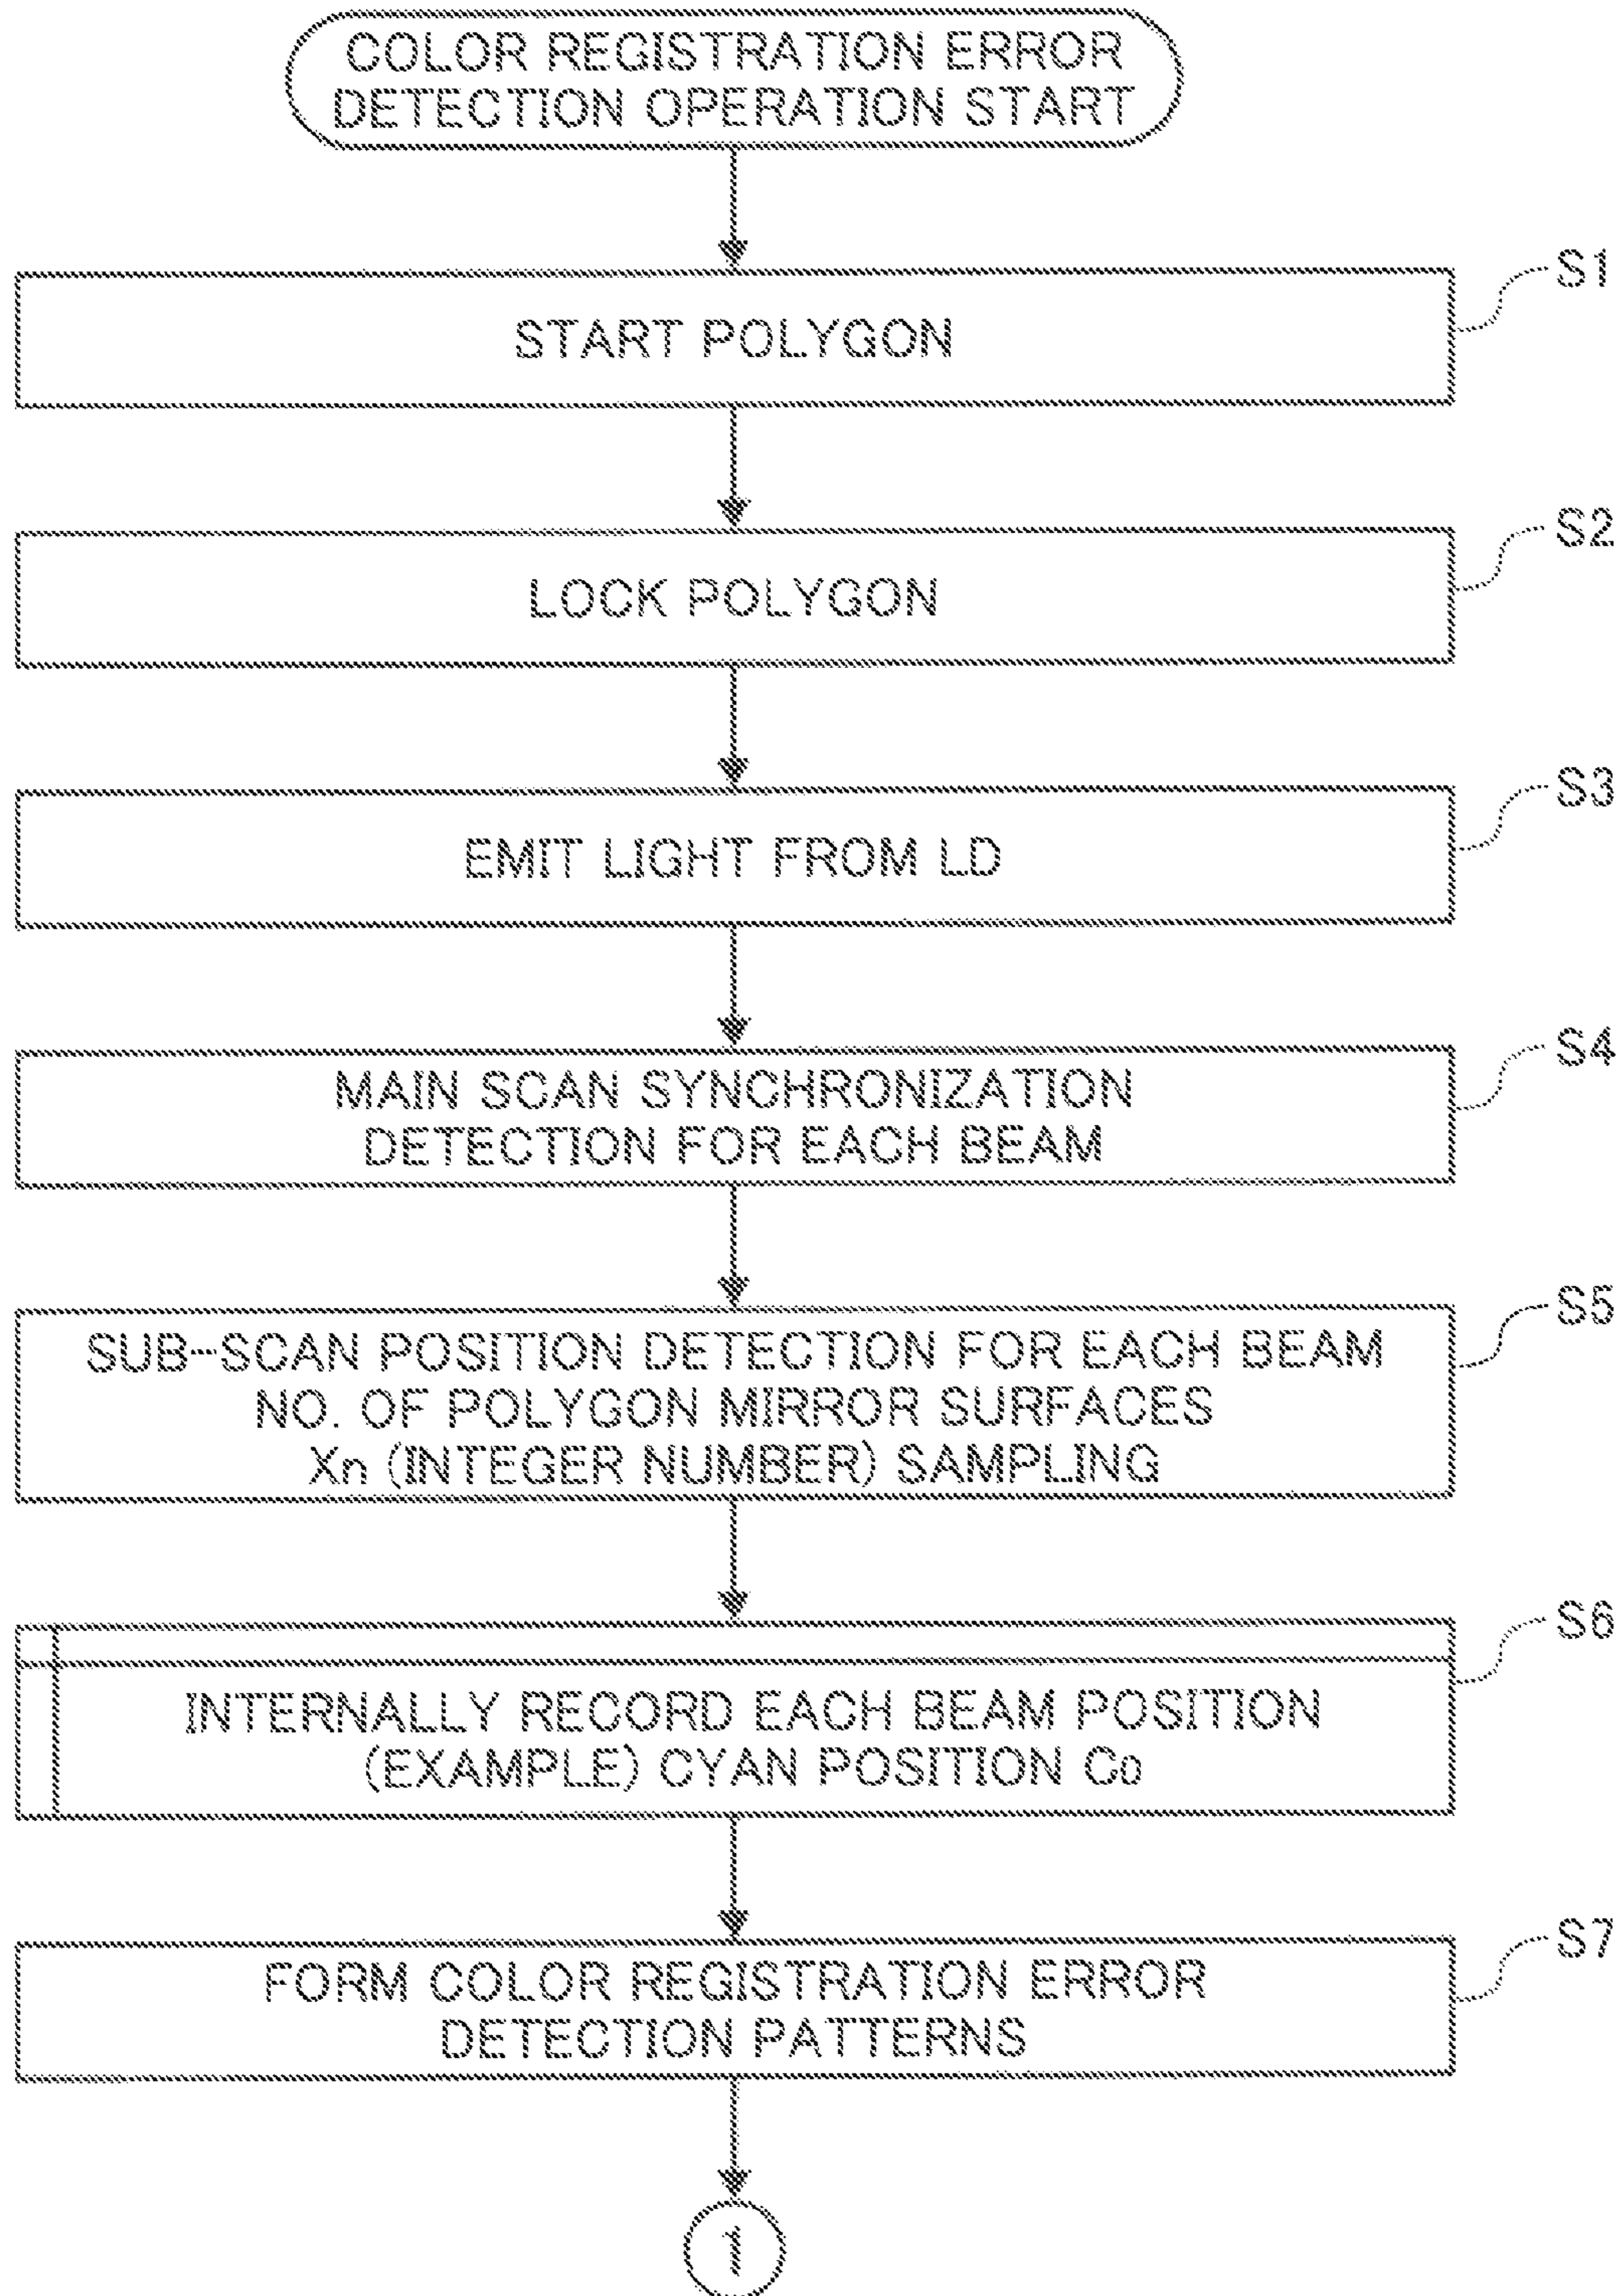 COLOR REGISTRATION ERROR
DETECTION OPERATION START
S1
START POLYGON
S2
LOCK POLYGON
S3
EMIT LIGHT FROM LD
S4
MAIN SCAN SYNCHRONIZATION
DETECTION FOR EACH BEAM
S5
SUB-SCAN POSITION DETECTION FOR EACH BEAM
NO. OF POLYGON MIRROR SURFACES
Xn (INTEGER NUMBER) SAMPLING
S6
INTERNALLY RECORD EACH BEAM POSITION
(EXAMPLE) CYAN POSITION C0
S7
FORM COLOR REGISTRATION ERROR
DETECTION PATTERNS
1